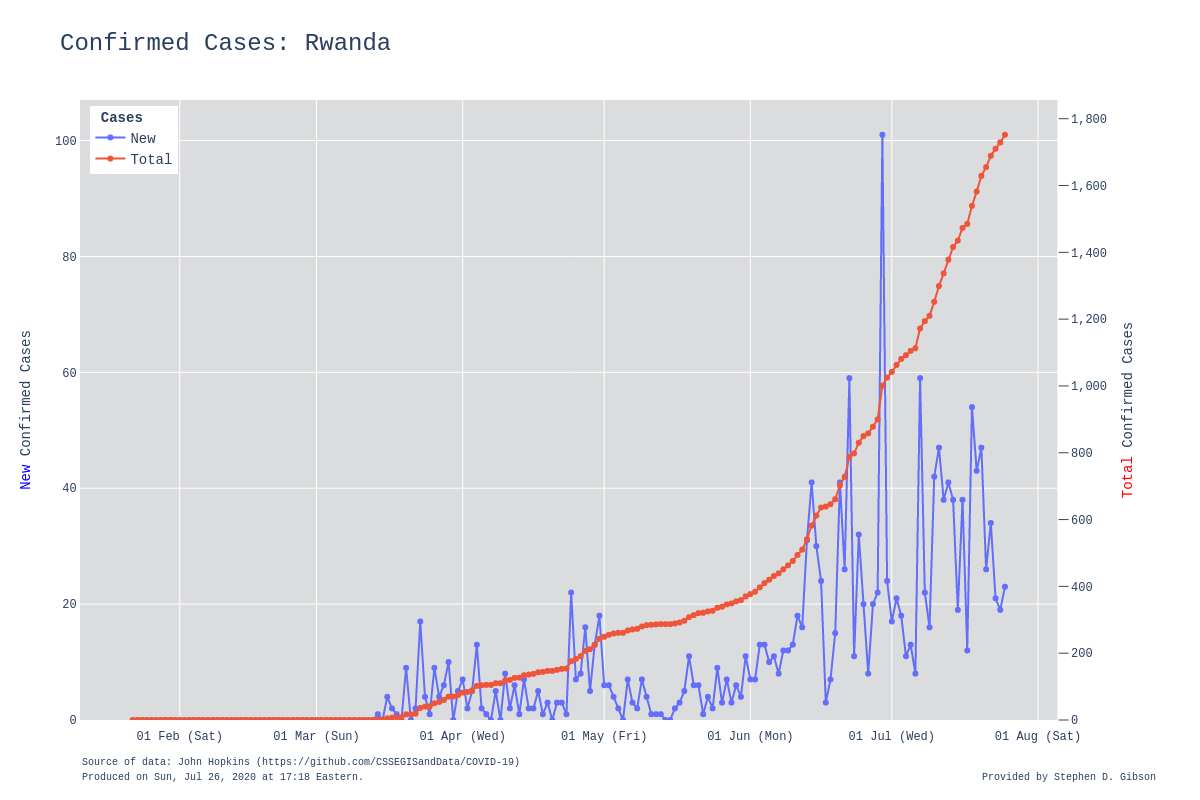 Confirmed Cases: Rwanda
Cases
New
Total
100
80
60
40
20
0
1,800
1,600
1,400
1,200
1,000
800
600
400
200
0
New Confirmed Cases
Total Confirmed Cases
01 Feb (Sat)
01 Mar (Sun)
01 Apr (Wed)
01 May (Fri)
01 Jun (Mon)
01 Jul (Wed)
01 Aug (Sat)
Source of data: John Hopkins (https://github.com/CSSEGISandData/COVID-19)
Produced on Sun, Jul 26, 2020 at 17:18 Eastern.
Provided by Stephen D. Gibson